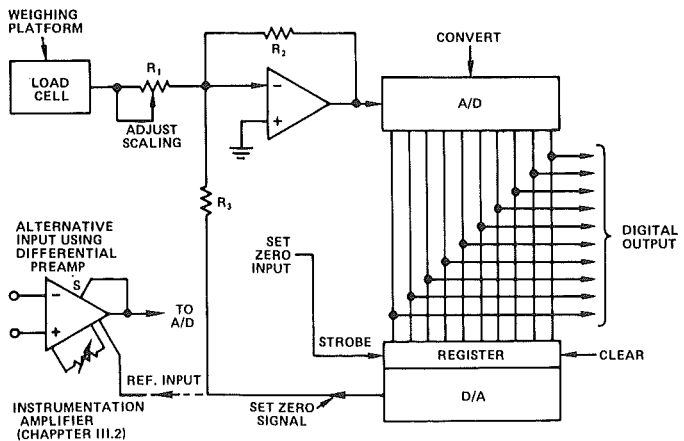 WEIGHING
PLATFORM
LOAD
CELL
R1
ADJUST
SCALING
R2
−
+
R3
CONVERT
A/D
DIGITAL
OUTPUT
SET
ZERO
INPUT
STROBE
REGISTER
CLEAR
D/A
SET ZERO
SIGNAL
ALTERNATIVE
INPUT USING
DIFFERENTIAL
PREAMP
S
−
+
TO
A/D
REF. INPUT
INSTRUMENTATION
AMPLIFIER
(CHAPPTER III.2)